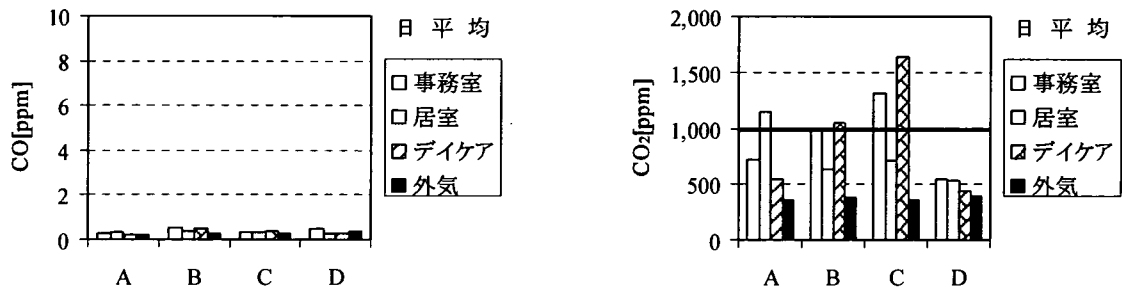 日平均
CO[ppm]
10
8
6
4
2
0
A B C D
事務室
居室
デイケア
外気
日平均
CO2[ppm]
2,000
1,500
1,000
500
0
A B C D
事務室
居室
デイケア
外気